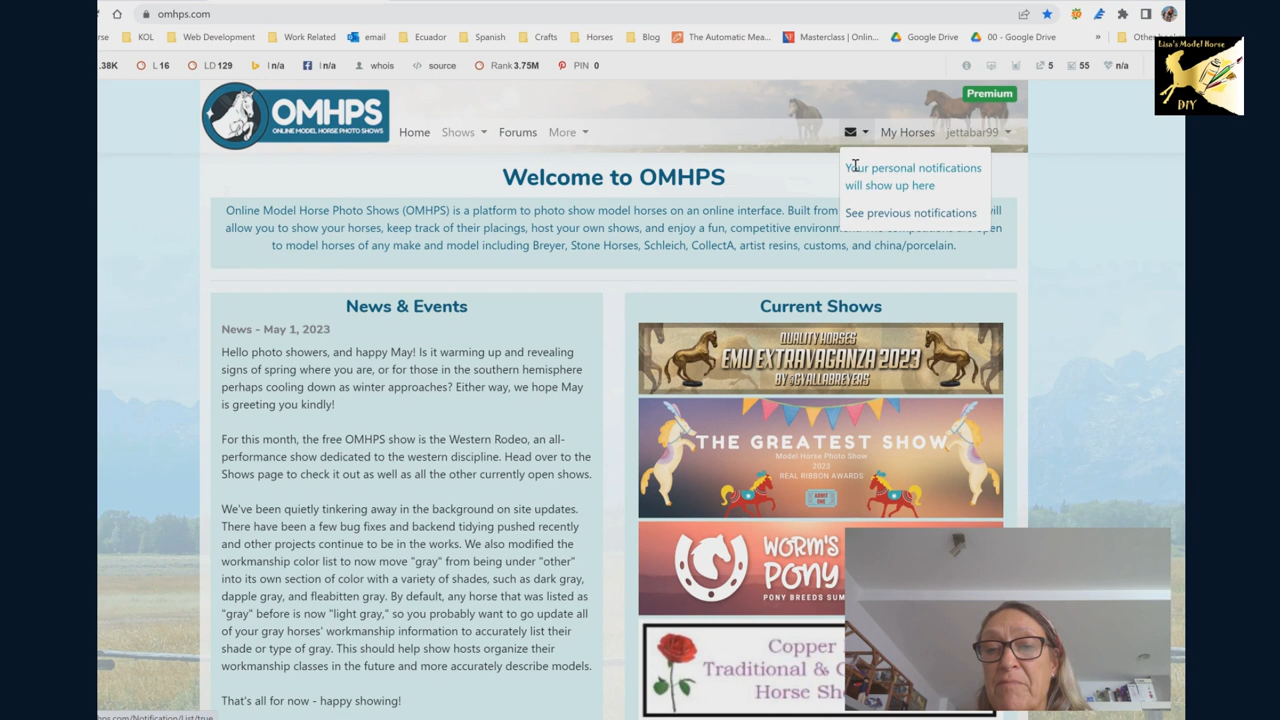 omhps.com
rse KOL Web Development Work Related email Ecuador Spanish Crafts Horses Blog The Automatic Mea... Masterclass | Onlin... Google Drive 00 - Google Drive » Other
.38K L 16 LD 129 n/a n/a whois source Rank 3.75M PIN 0 5 55 n/a
Lisa's Model Horse
DIY
OMHPS
ONLINE MODEL HORSE PHOTO SHOWS
Premium
Home Shows Forums More My Horses jettabar99
Your personal notifications
will show up here
See previous notifications
Welcome to OMHPS
Online Model Horse Photo Shows (OMHPS) is a platform to photo show model horses on an online interface. Built from will
allow you to show your horses, keep track of their placings, host your own shows, and enjoy a fun, competitive environm open
to model horses of any make and model including Breyer, Stone Horses, Schleich, CollectA, artist resins, customs, and china/porcelain.
News & Events
News - May 1, 2023
Hello photo showers, and happy May! Is it warming up and revealing
signs of spring where you are, or for those in the southern hemisphere
perhaps cooling down as winter approaches? Either way, we hope May
is greeting you kindly!
For this month, the free OMHPS show is the Western Rodeo, an all-
performance show dedicated to the western discipline. Head over to the
Shows page to check it out as well as all the other currently open shows.
We've been quietly tinkering away in the background on site updates.
There have been a few bug fixes and backend tidying pushed recently
and other projects continue to be in the works. We also modified the
workmanship color list to now move "gray" from being under "other"
into its own section of color with a variety of shades, such as dark gray,
dapple gray, and fleabitten gray. By default, any horse that was listed as
"gray" before is now "light gray," so you probably want to go update all
of your gray horses' workmanship information to accurately list their
shade or type of gray. This should help show hosts organize their
workmanship classes in the future and more accurately describe models.
That's all for now - happy showing!
Current Shows
QUALITY HORSES
EMU EXTRAVAGANZA 2023
BY @GYALLABREYERS
THE GREATEST SHOW
Model Horse Photo Show
2023
REAL RIBBON AWARDS
ADMIT
ONE
WORM'S
PONY
PONY BREEDS SUM
Copper
Traditional & C
Horse Sh
hps.com/Notification/List/true